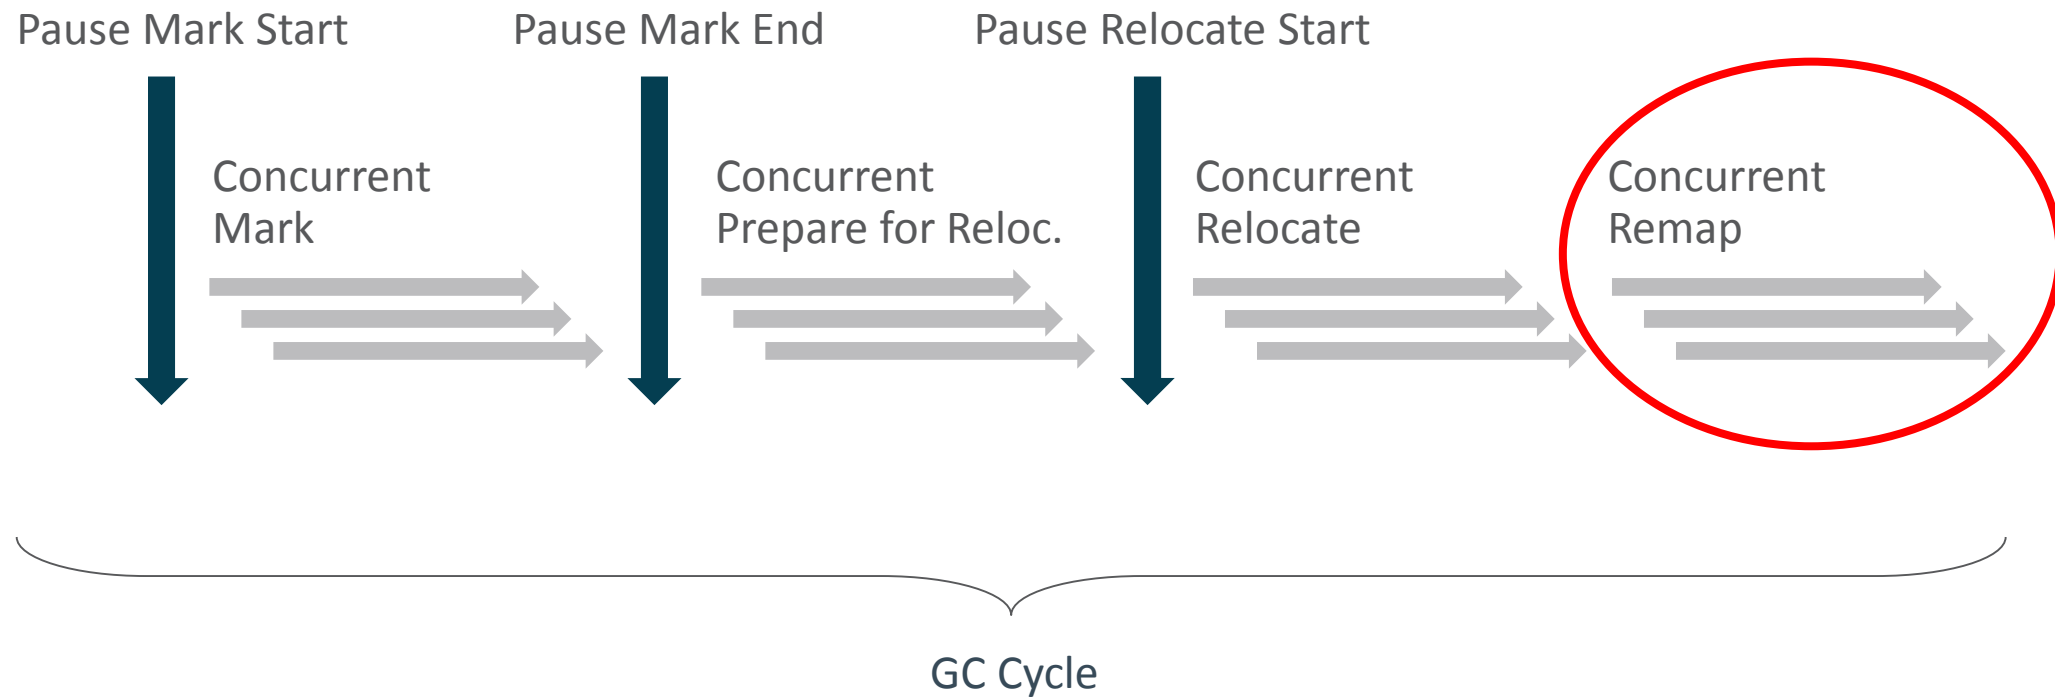 Pause Mark Start
Pause Mark End
Pause Relocate Start
Concurrent
Mark
Concurrent
Prepare for Reloc.
Concurrent
Relocate
Concurrent
Remap
GC Cycle